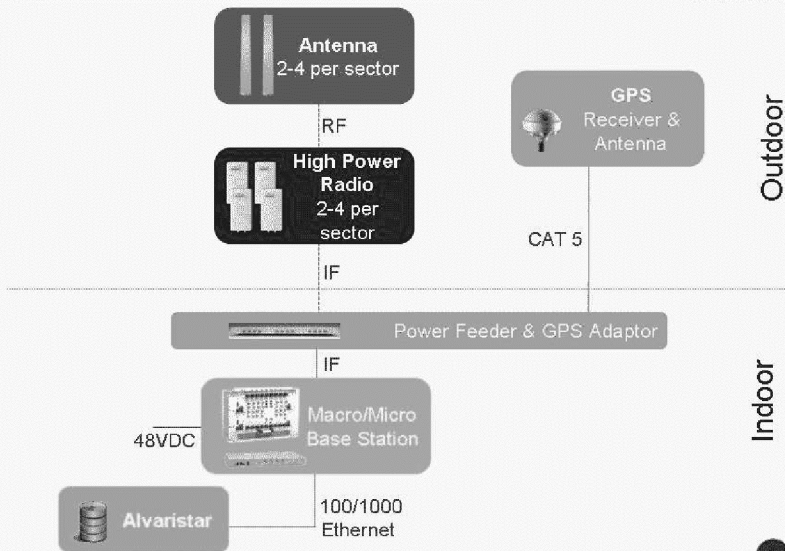 Antenna
2-4 per sector
RF
High Power
Radio
2-4 per
sector
IF
GPS
Receiver &
Antenna
CAT 5
Outdoor
Power Feeder & GPS Adaptor
IF
Macro/Micro
Base Station
48VDC
Indoor
Alvaristar
100/1000
Ethernet